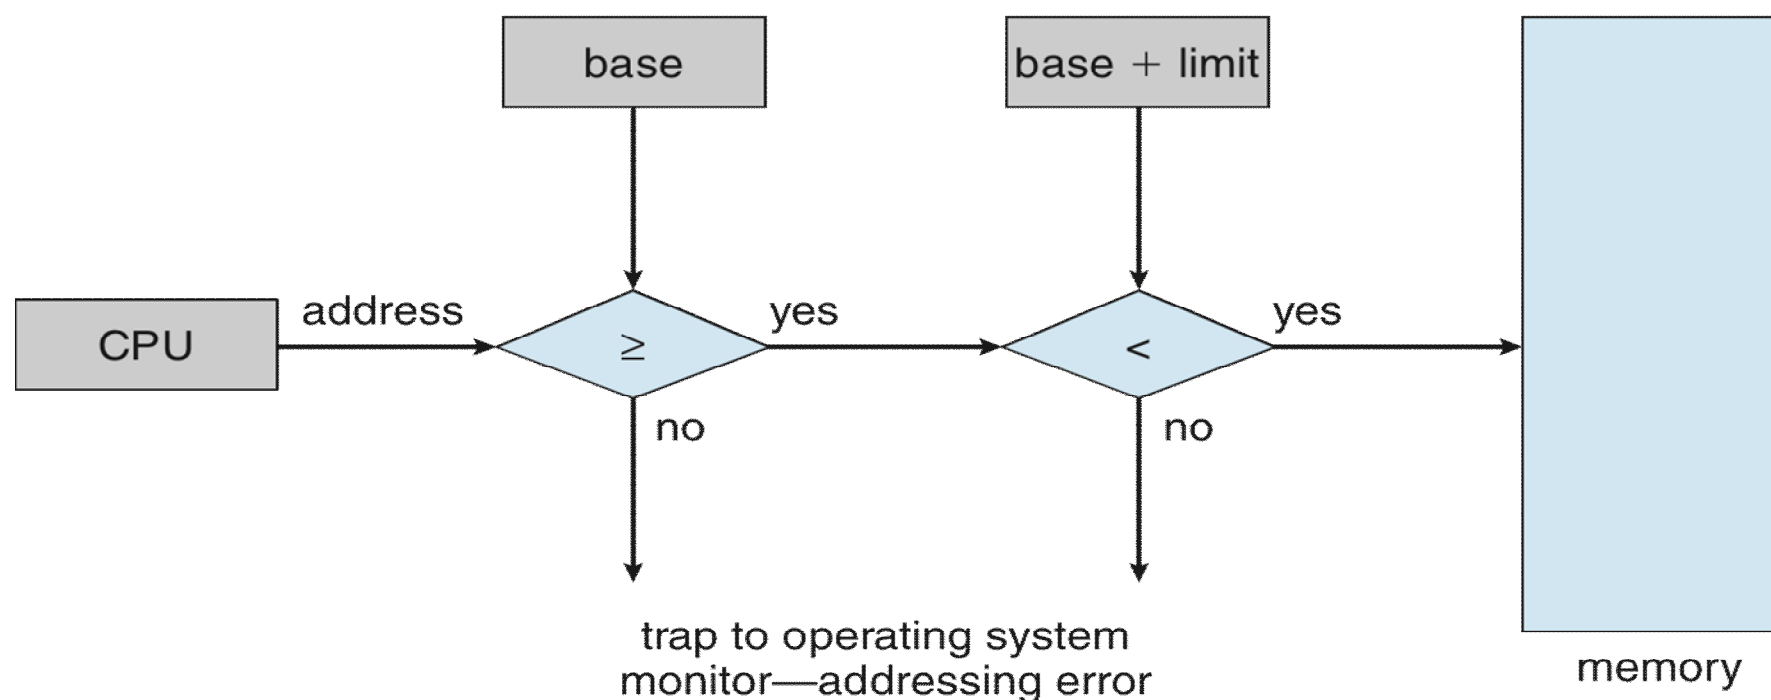 base
base + limit
CPU
address
≥
yes
<
yes
no
no
trap to operating system
monitor—addressing error
memory